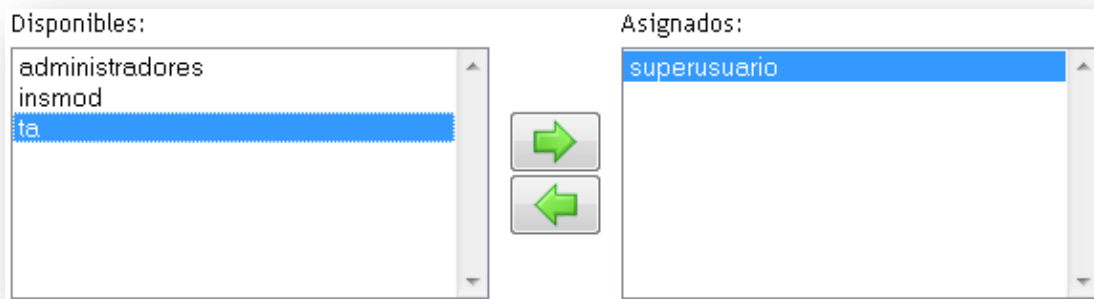 Disponibles:
administradores
insmod
ta
Asignados:
superusuario